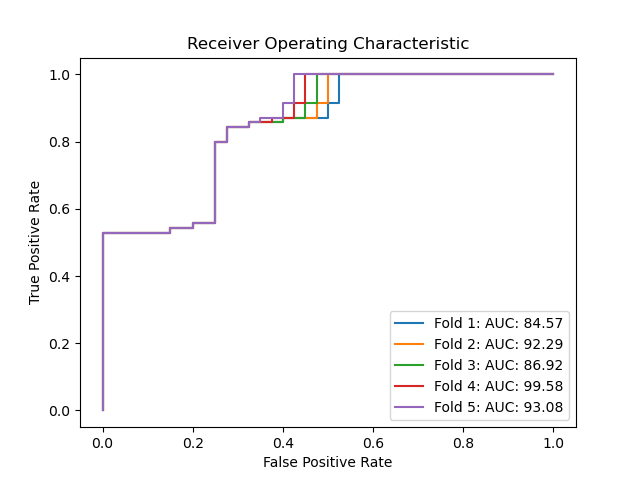 Receiver Operating Characteristic
1.0
0.8
0.6
0.4
0.2
0.0
True Positive Rate
Fold 1: AUC: 84.57
Fold 2: AUC: 92.29
Fold 3: AUC: 86.92
Fold 4: AUC: 99.58
Fold 5: AUC: 93.08
0.0 0.2 0.4 0.6 0.8 1.0
False Positive Rate